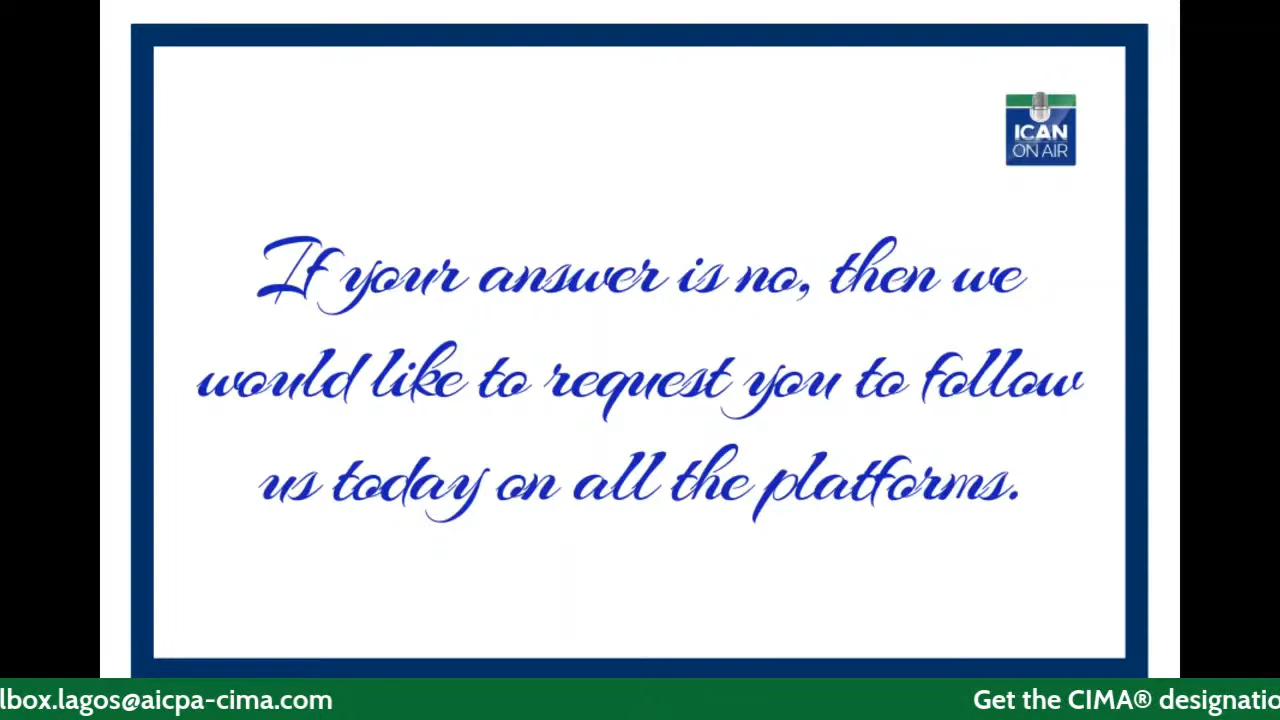 ICAN
ON AIR
If your answer is no, then we
would like to request you to follow
us today on all the platforms.
lbox.lagos@aicpa-cima.com
Get the CIMA® designatio